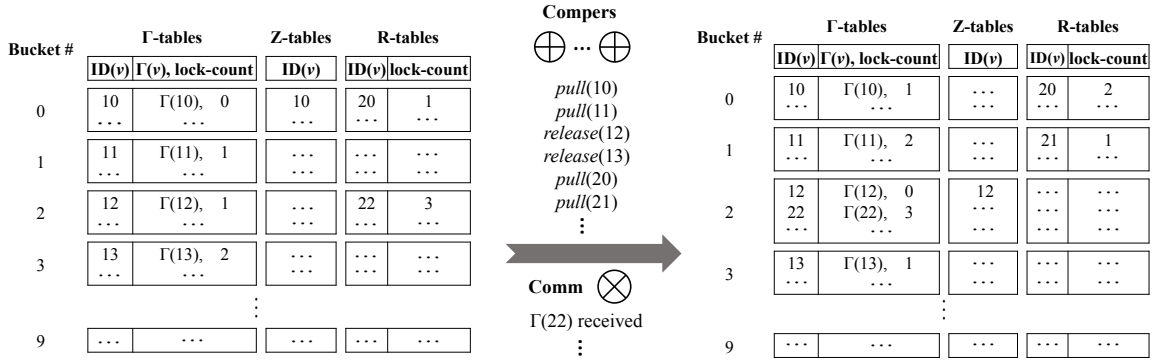 Bucket # Γ-tables Z-tables R-tables
ID(v) Γ(v), lock-count ID(v) ID(v) lock-count
0 10 Γ(10), 0 10 20 1
... ... ... ... ...
1 11 Γ(11), 1 ... ... ...
... ... ... ... ...
2 12 Γ(12), 1 ... 22 3
... ... ... ... ...
3 13 Γ(13), 2 ... ... ...
... ... ... ... ...
⋮
9 ... ... ... ... ...
Compers
...
pull(10)
pull(11)
release(12)
release(13)
pull(20)
pull(21)
⋮
Comm
Γ(22) received
⋮
Bucket # Γ-tables Z-tables R-tables
ID(v) Γ(v), lock-count ID(v) ID(v) lock-count
0 10 Γ(10), 1 ... 20 2
... ... ... ... ...
1 11 Γ(11), 2 ... 21 1
... ... ... ... ...
2 12 Γ(12), 0 12 ... ...
22 Γ(22), 3 ... ... ...
... ... ... ... ...
3 13 Γ(13), 1 ... ... ...
... ... ... ... ...
⋮
9 ... ... ... ... ...